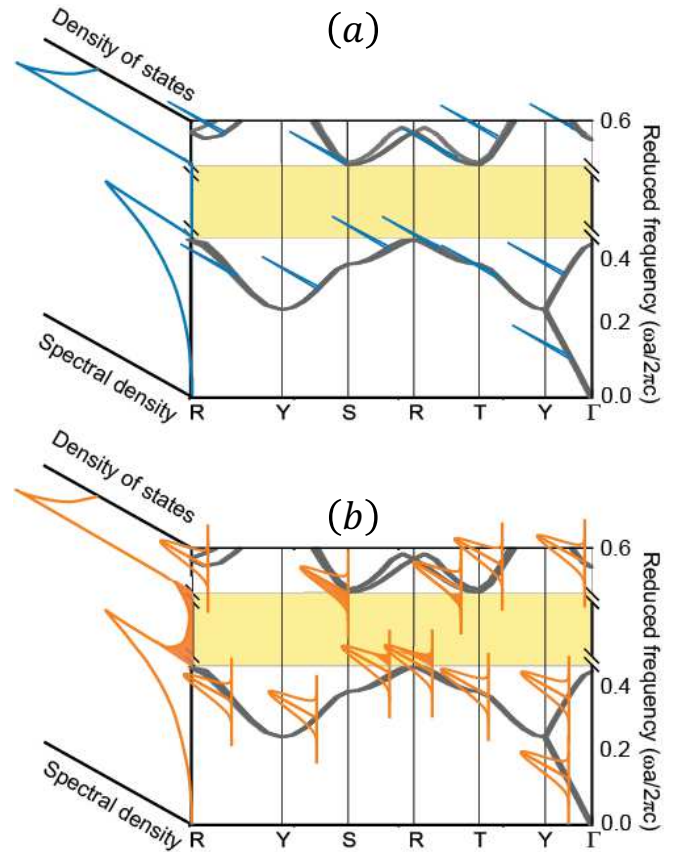 (a)
Density of states
0.6
0.4
0.2
0.0
Reduced frequency (ωa/2πc)
Spectral density
R Y S R T Y Γ
(b)
Density of states
0.6
0.4
0.2
0.0
Reduced frequency (ωa/2πc)
Spectral density
R Y S R T Y Γ